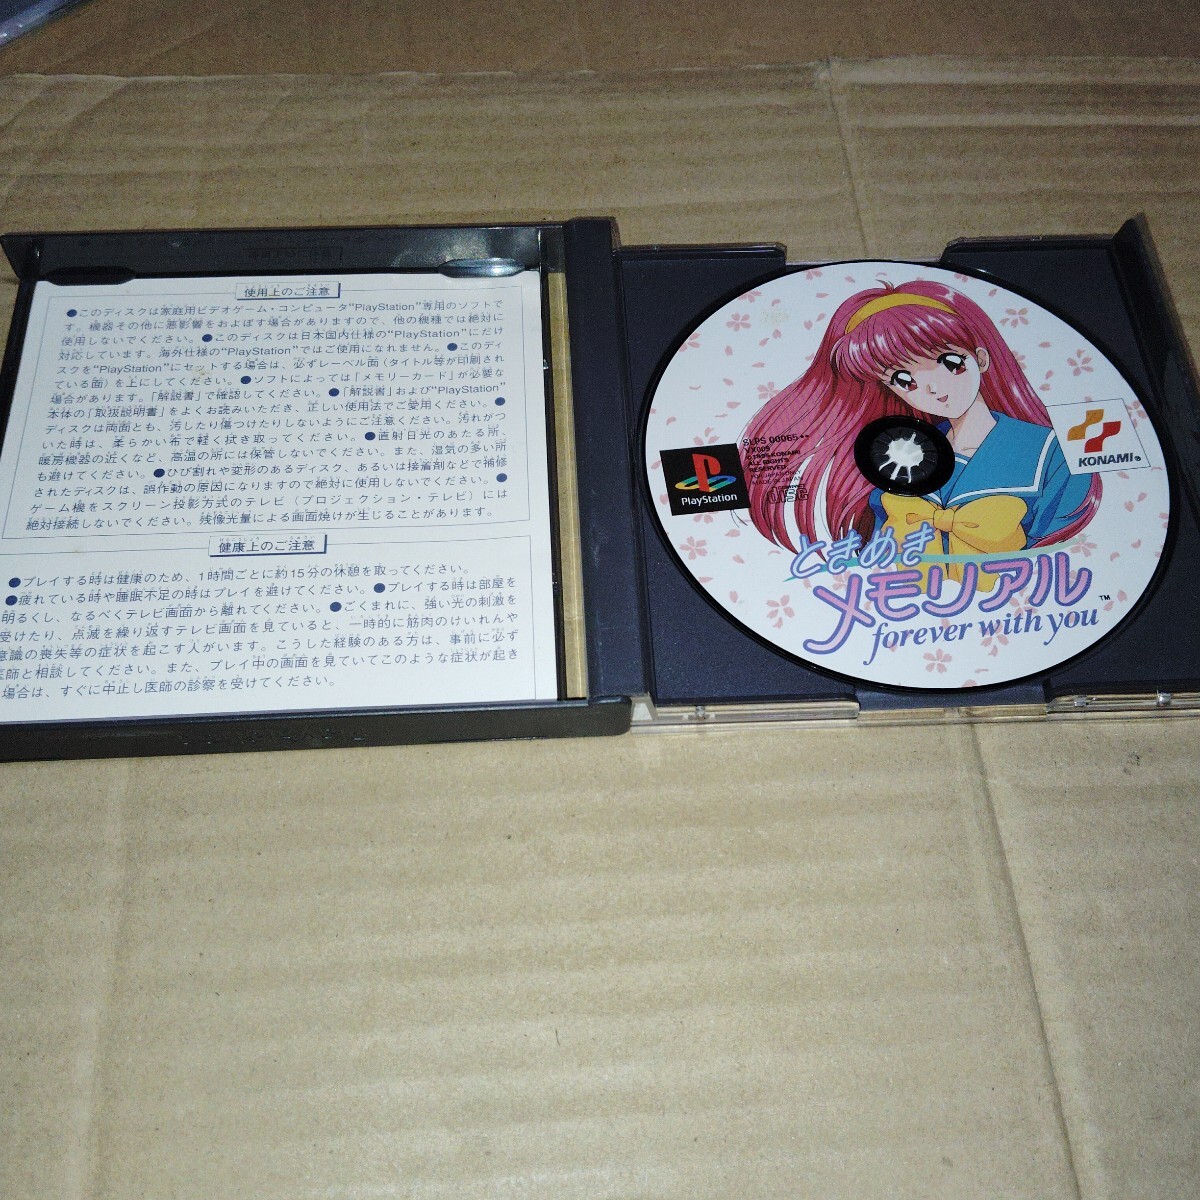 使用上のご注意
●このディスクは家庭用ビデオゲーム・コンピュータ“PlayStation”専用のソフトで
す。機器その他に悪影響をおよぼす場合がありますので、他の機種では絶対に
使用しないでください。●このディスクは日本国内仕様の“PlayStation”にだけ
対応しています。海外仕様の“PlayStation”ではご使用になれません。●このディ
スクを“PlayStation”にセットする場合は、必ずレーベル面(タイトル等が印刷され
ている面)を上にしてください。●ソフトによっては「メモリーカード」が必要な
場合があります。「解説書」で確認してください。●「解説書」および“PlayStation”
本体の「取扱説明書」をよくお読みいただき、正しい使用法でご愛用ください。●
ディスクは両面とも、汚したり傷つけたりしないようにご注意ください。汚れがつ
いた時は、柔らかい布で軽く拭き取ってください。●直射日光のあたる所、
暖房機器の近くなど、高温の所には保管しないでください。また、湿気の多い所
も避けてください。●ひび割れや変形のあるディスク、あるいは接着剤などで補修
されたディスクは、誤作動の原因になりますので絶対に使用しないでください。●
ゲーム機をスクリーン投影方式のテレビ(プロジェクション・テレビ)には
絶対接続しないでください。残像光量による画面焼けが生じることがあります。
健康上のご注意
●プレイする時は健康のため、1時間ごとに約15分の休憩を取ってください。
●疲れている時や睡眠不足の時はプレイを避けてください。●プレイする時は部屋を
明るくし、なるべくテレビ画面から離れてください。●ごくまれに、強い光の刺激を
受けたり、点滅を繰り返すテレビ画面を見ていると、一時的に筋肉のけいれんや
意識の喪失等の症状を起こす人がいます。こうした経験のある方は、事前に必ず
医師と相談してください。また、プレイ中の画面を見ていてこのような症状が起き
場合は、すぐに中止し医師の診察を受けてください。
SLPS 00065
VX009
©1995 KONAMI
ALL RIGHTS
RESERVED.
MADE IN JAPAN
PlayStation
KONAMI®
ときめき
メモリアル™
forever with you